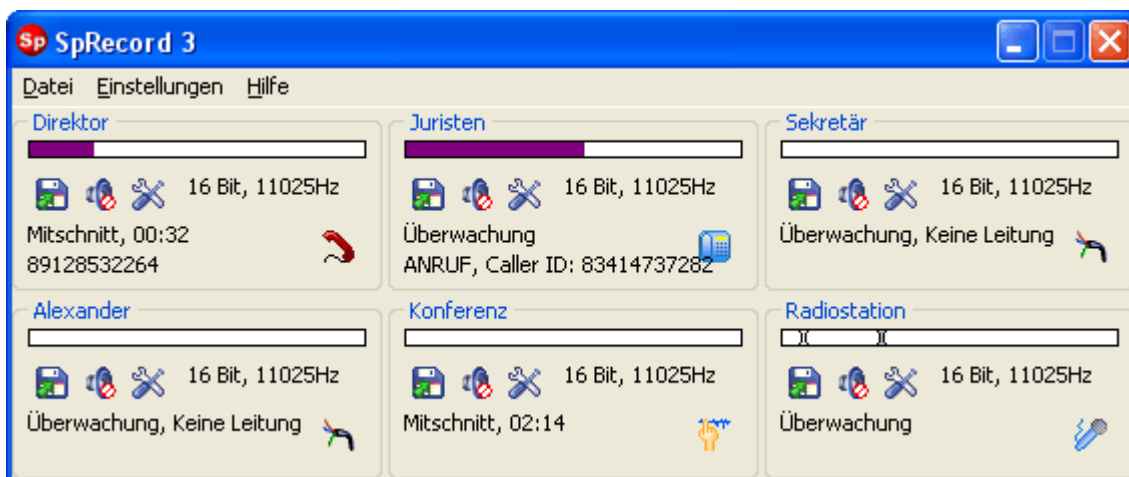 Sp SpRecord 3
Datei Einstellungen Hilfe
Direktor
16 Bit, 11025Hz
Mitschnitt, 00:32
89128532264
Juristen
16 Bit, 11025Hz
Überwachung
ANRUF, Caller ID: 83414737282
Sekretär
16 Bit, 11025Hz
Überwachung, Keine Leitung
Alexander
16 Bit, 11025Hz
Überwachung, Keine Leitung
Konferenz
16 Bit, 11025Hz
Mitschnitt, 02:14
Radiostation
16 Bit, 11025Hz
Überwachung